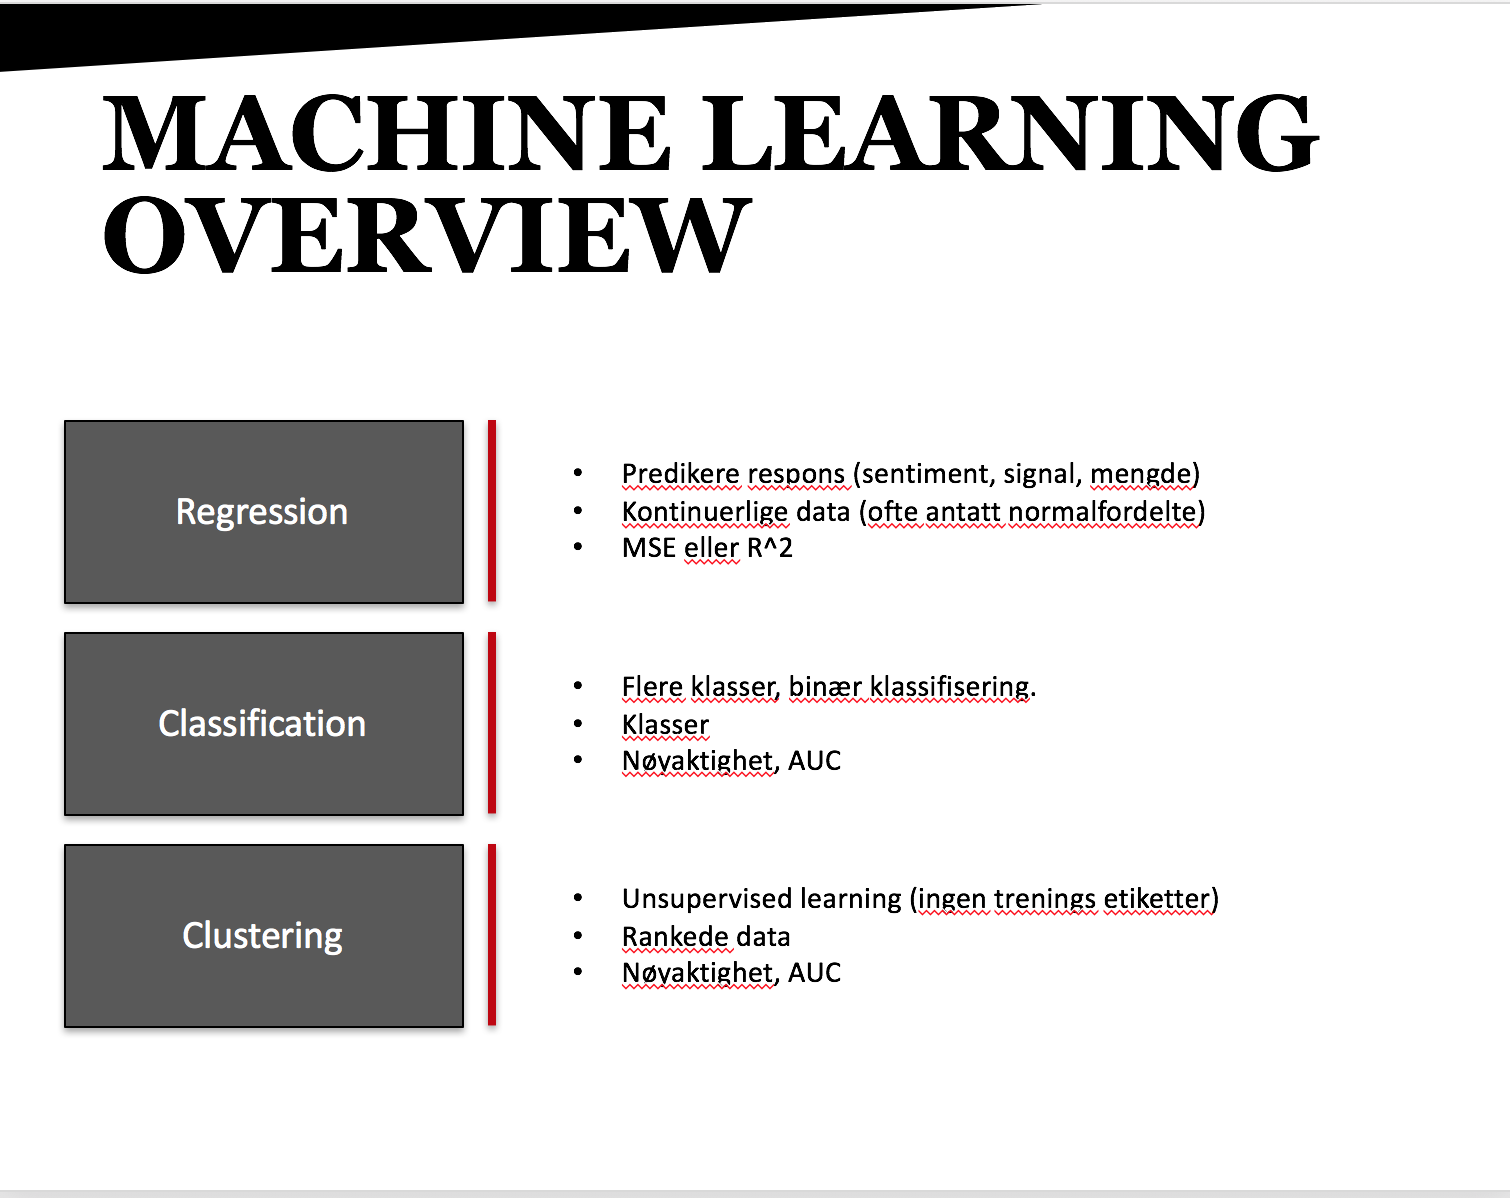 MACHINE LEARNING
OVERVIEW
Regression
• Predikere respons (sentiment, signal, mengde)
• Kontinuerlige data (ofte antatt normalfordelte)
• MSE eller R^2
Classification
• Flere klasser, binær klassifisering.
• Klasser
• Nøyaktighet, AUC
Clustering
• Unsupervised learning (ingen trenings etiketter)
• Rankede data
• Nøyaktighet, AUC